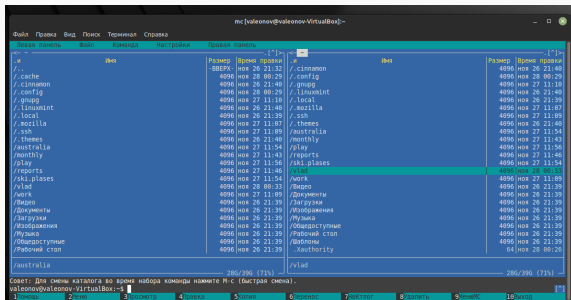 mc [valeonov@valeonov-VirtualBox]:~
Файл Правка Вид Поиск Терминал Справка
Левая панель Файл Команда Настройки Правая панель
.и Имя Размер Время правки .и Имя Размер Время правки
/.. -ВВЕРХ- ноя 26 21:32 /.cinnamon 4096 ноя 26 21:40
/.cache 4096 ноя 28 00:29 /.config 4096 ноя 28 00:29
/.cinnamon 4096 ноя 26 21:40 /.gnupg 4096 ноя 27 11:10
/.config 4096 ноя 28 00:29 /.linuxmint 4096 ноя 26 21:40
/.gnupg 4096 ноя 27 11:10 /.local 4096 ноя 26 21:39
/.linuxmint 4096 ноя 26 21:40 /.mozilla 4096 ноя 27 11:07
/.local 4096 ноя 26 21:39 /.ssh 4096 ноя 27 11:09
/.mozilla 4096 ноя 27 11:07 /.themes 4096 ноя 26 21:40
/.ssh 4096 ноя 27 11:09 /australia 4096 ноя 27 11:54
/.themes 4096 ноя 26 21:40 /monthly 4096 ноя 27 11:43
/australia 4096 ноя 27 11:54 /play 4096 ноя 27 11:56
/monthly 4096 ноя 27 11:43 /reports 4096 ноя 27 11:46
/play 4096 ноя 27 11:56 /ski.plases 4096 ноя 27 11:54
/reports 4096 ноя 27 11:46 /vlad 4096 ноя 28 00:33
/ski.plases 4096 ноя 27 11:54 /work 4096 ноя 27 11:09
/vlad 4096 ноя 28 00:33 /Видео 4096 ноя 26 21:39
/work 4096 ноя 27 11:09 /Документы 4096 ноя 26 21:39
/Видео 4096 ноя 26 21:39 /Загрузки 4096 ноя 26 21:39
/Документы 4096 ноя 26 21:39 /Изображения 4096 ноя 26 21:39
/Загрузки 4096 ноя 26 21:39 /Музыка 4096 ноя 26 21:39
/Изображения 4096 ноя 26 21:39 /Общедоступные 4096 ноя 26 21:39
/Музыка 4096 ноя 26 21:39 /Рабочий стол 4096 ноя 26 21:39
/Общедоступные 4096 ноя 26 21:39 /Шаблоны 4096 ноя 26 21:39
/Рабочий стол 4096 ноя 26 21:39 .Xauthority 64 ноя 28 00:26
/australia /vlad
28G/39G (71%) 28G/39G (71%)
Совет: Для смены каталога во время набора команды нажмите M-c (быстрая смена).
valeonov@valeonov-VirtualBox:~$ [^]
1Помощь 2Меню 3Просмотр 4Правка 5Копия 6Перенос 7НвКтлог 8Удалить 9МенюMC 10Выход